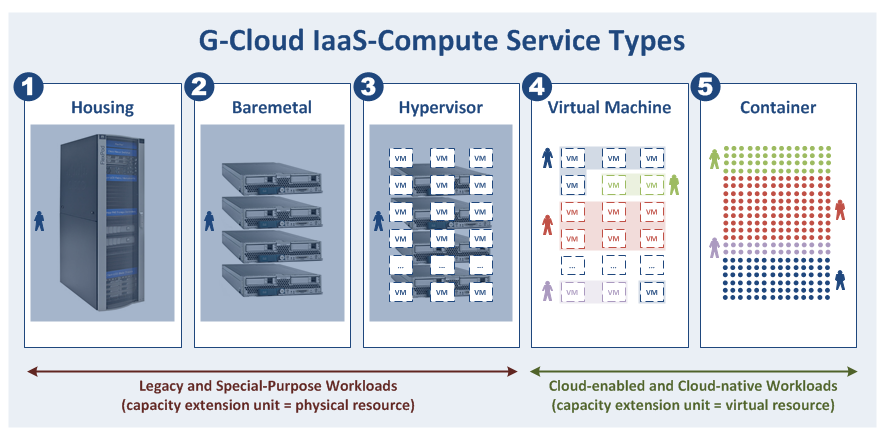 G-Cloud IaaS-Compute Service Types
1
Housing
2
Baremetal
3
Hypervisor
VM VM VM
VM VM VM
VM VM VM
VM VM VM
... ... ...
VM VM VM
4
Virtual Machine
VM VM VM
VM VM VM
VM VM VM
VM VM VM
... ... ...
VM VM VM
5
Container
Legacy and Special-Purpose Workloads
(capacity extension unit = physical resource)
Cloud-enabled and Cloud-native Workloads
(capacity extension unit = virtual resource)